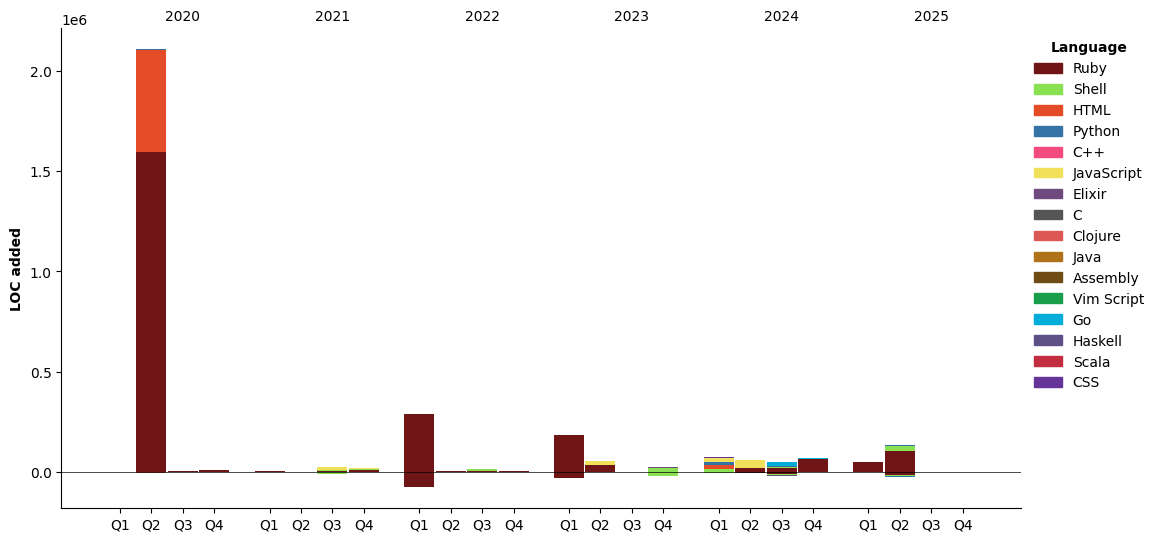 1e6
2020 2021 2022 2023 2024 2025
2.0
1.5
1.0
0.5
0.0
LOC added
Q1 Q2 Q3 Q4 Q1 Q2 Q3 Q4 Q1 Q2 Q3 Q4 Q1 Q2 Q3 Q4 Q1 Q2 Q3 Q4 Q1 Q2 Q3 Q4
Language
Ruby
Shell
HTML
Python
C++
JavaScript
Elixir
C
Clojure
Java
Assembly
Vim Script
Go
Haskell
Scala
CSS